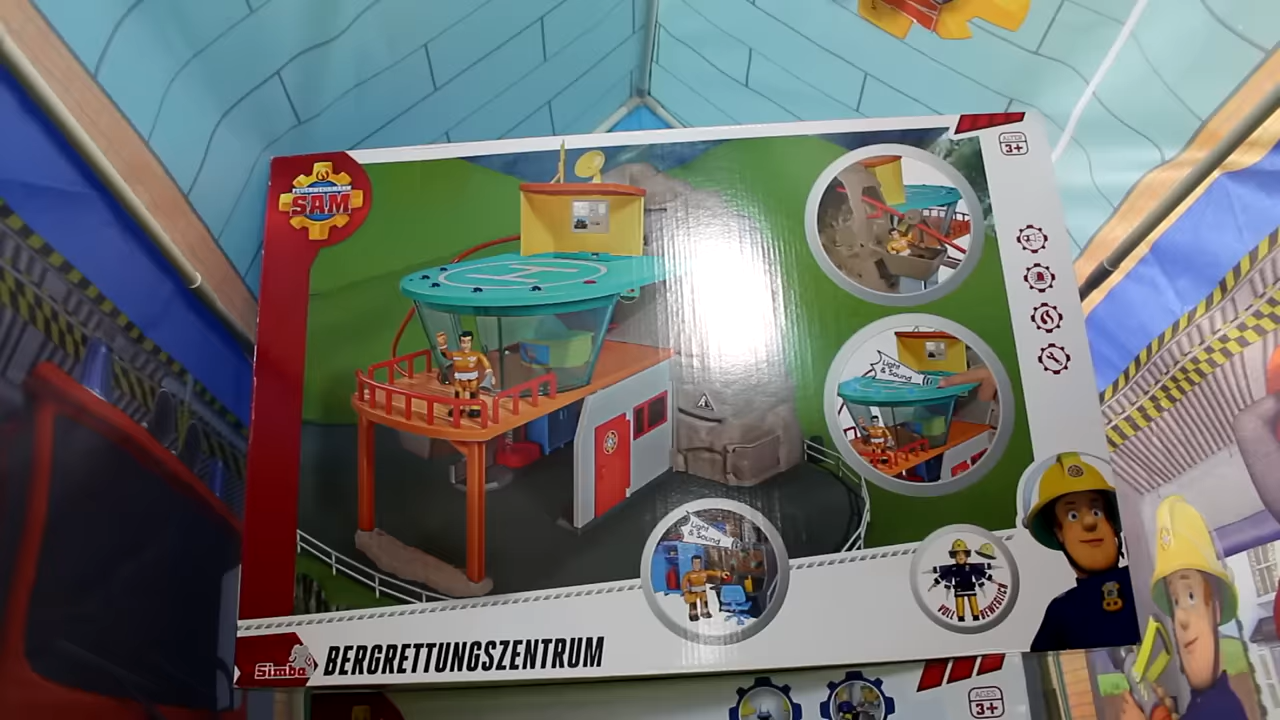 ALTER
3+
FEUERWEHRMANN
SAM
H
Light
& Sound
Light
& Sound
VOLL BEWEGLICH
Simba
BERGRETTUNGSZENTRUM
AGES
3+